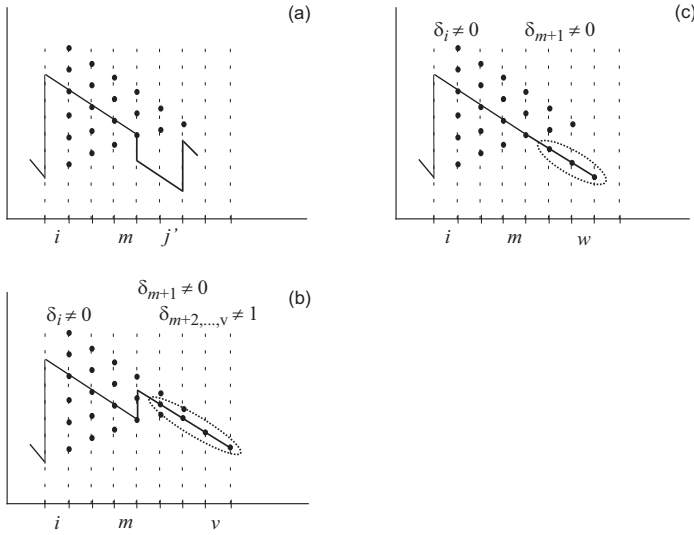 (a)
i m j'
(c)
δi≠0 δm+1≠0
i m w
(b)
δm+1≠0
δi≠0
δm+2,...,v≠1
i m v